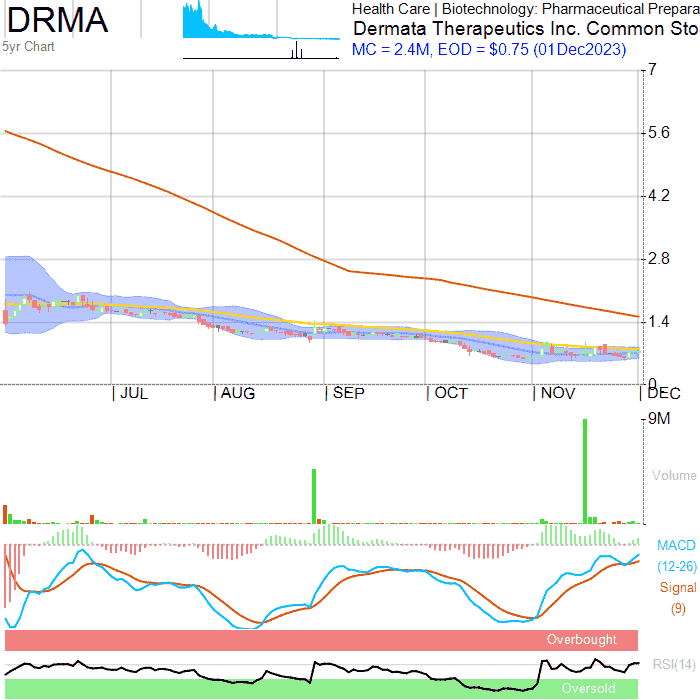 DRMA
Health Care | Biotechnology: Pharmaceutical Prepara
Dermata Therapeutics Inc. Common Sto
5yr Chart
MC = 2.4M, EOD = $0.75 (01Dec2023)
7
5.6
4.2
2.8
1.4
0
| JUL
| AUG
| SEP
| OCT
| NOV
| DEC
9M
Volume
MACD
(12-26)
Signal
(9)
Overbought
RSI(14)
Oversold